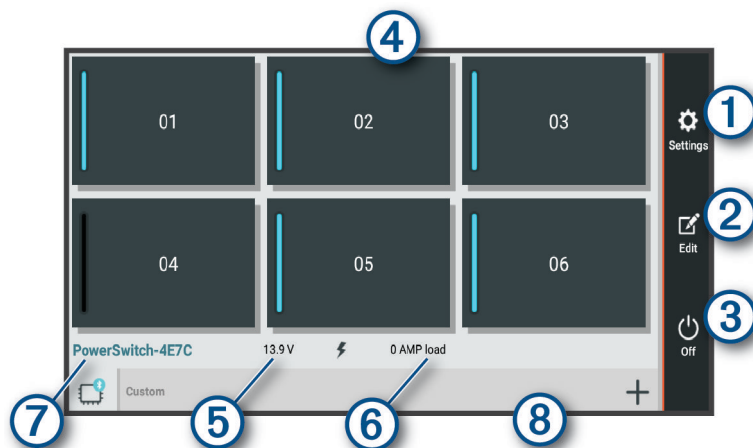 4
01 02 03
1
Settings
2
Edit
04 05 06
3
Off
PowerSwitch-4E7C 13.9 V 0 AMP load
Custom +
7 5 6 8